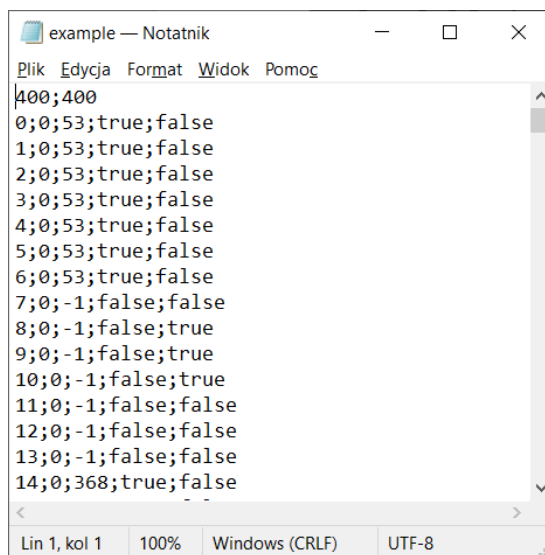 example — Notatnik
Plik Edycja Format Widok Pomoc
400;400
0;0;53;true;false
1;0;53;true;false
2;0;53;true;false
3;0;53;true;false
4;0;53;true;false
5;0;53;true;false
6;0;53;true;false
7;0;-1;false;false
8;0;-1;false;true
9;0;-1;false;true
10;0;-1;false;true
11;0;-1;false;false
12;0;-1;false;false
13;0;-1;false;false
14;0;368;true;false
Lin 1, kol 1 100% Windows (CRLF) UTF-8